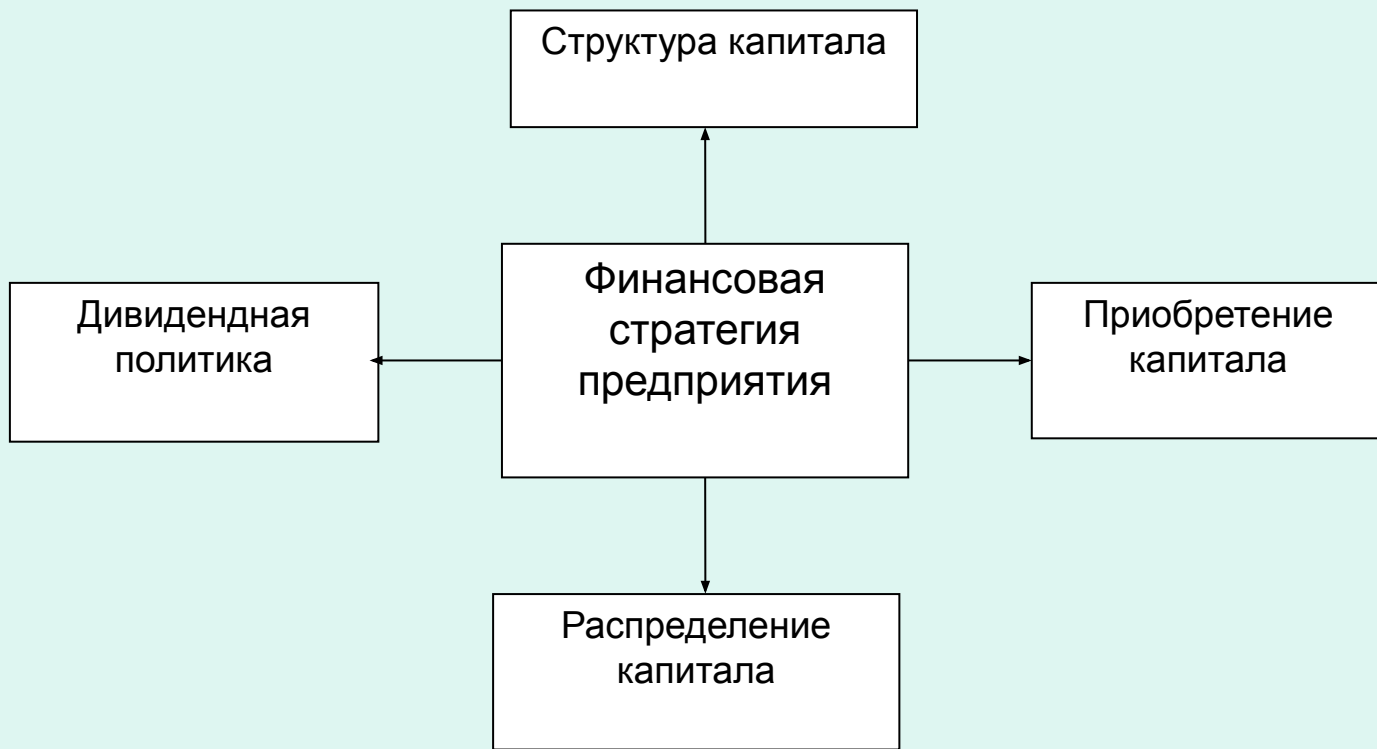 Структура капитала
Дивидендная
политика
Финансовая
стратегия
предприятия
Приобретение
капитала
Распределение
капитала